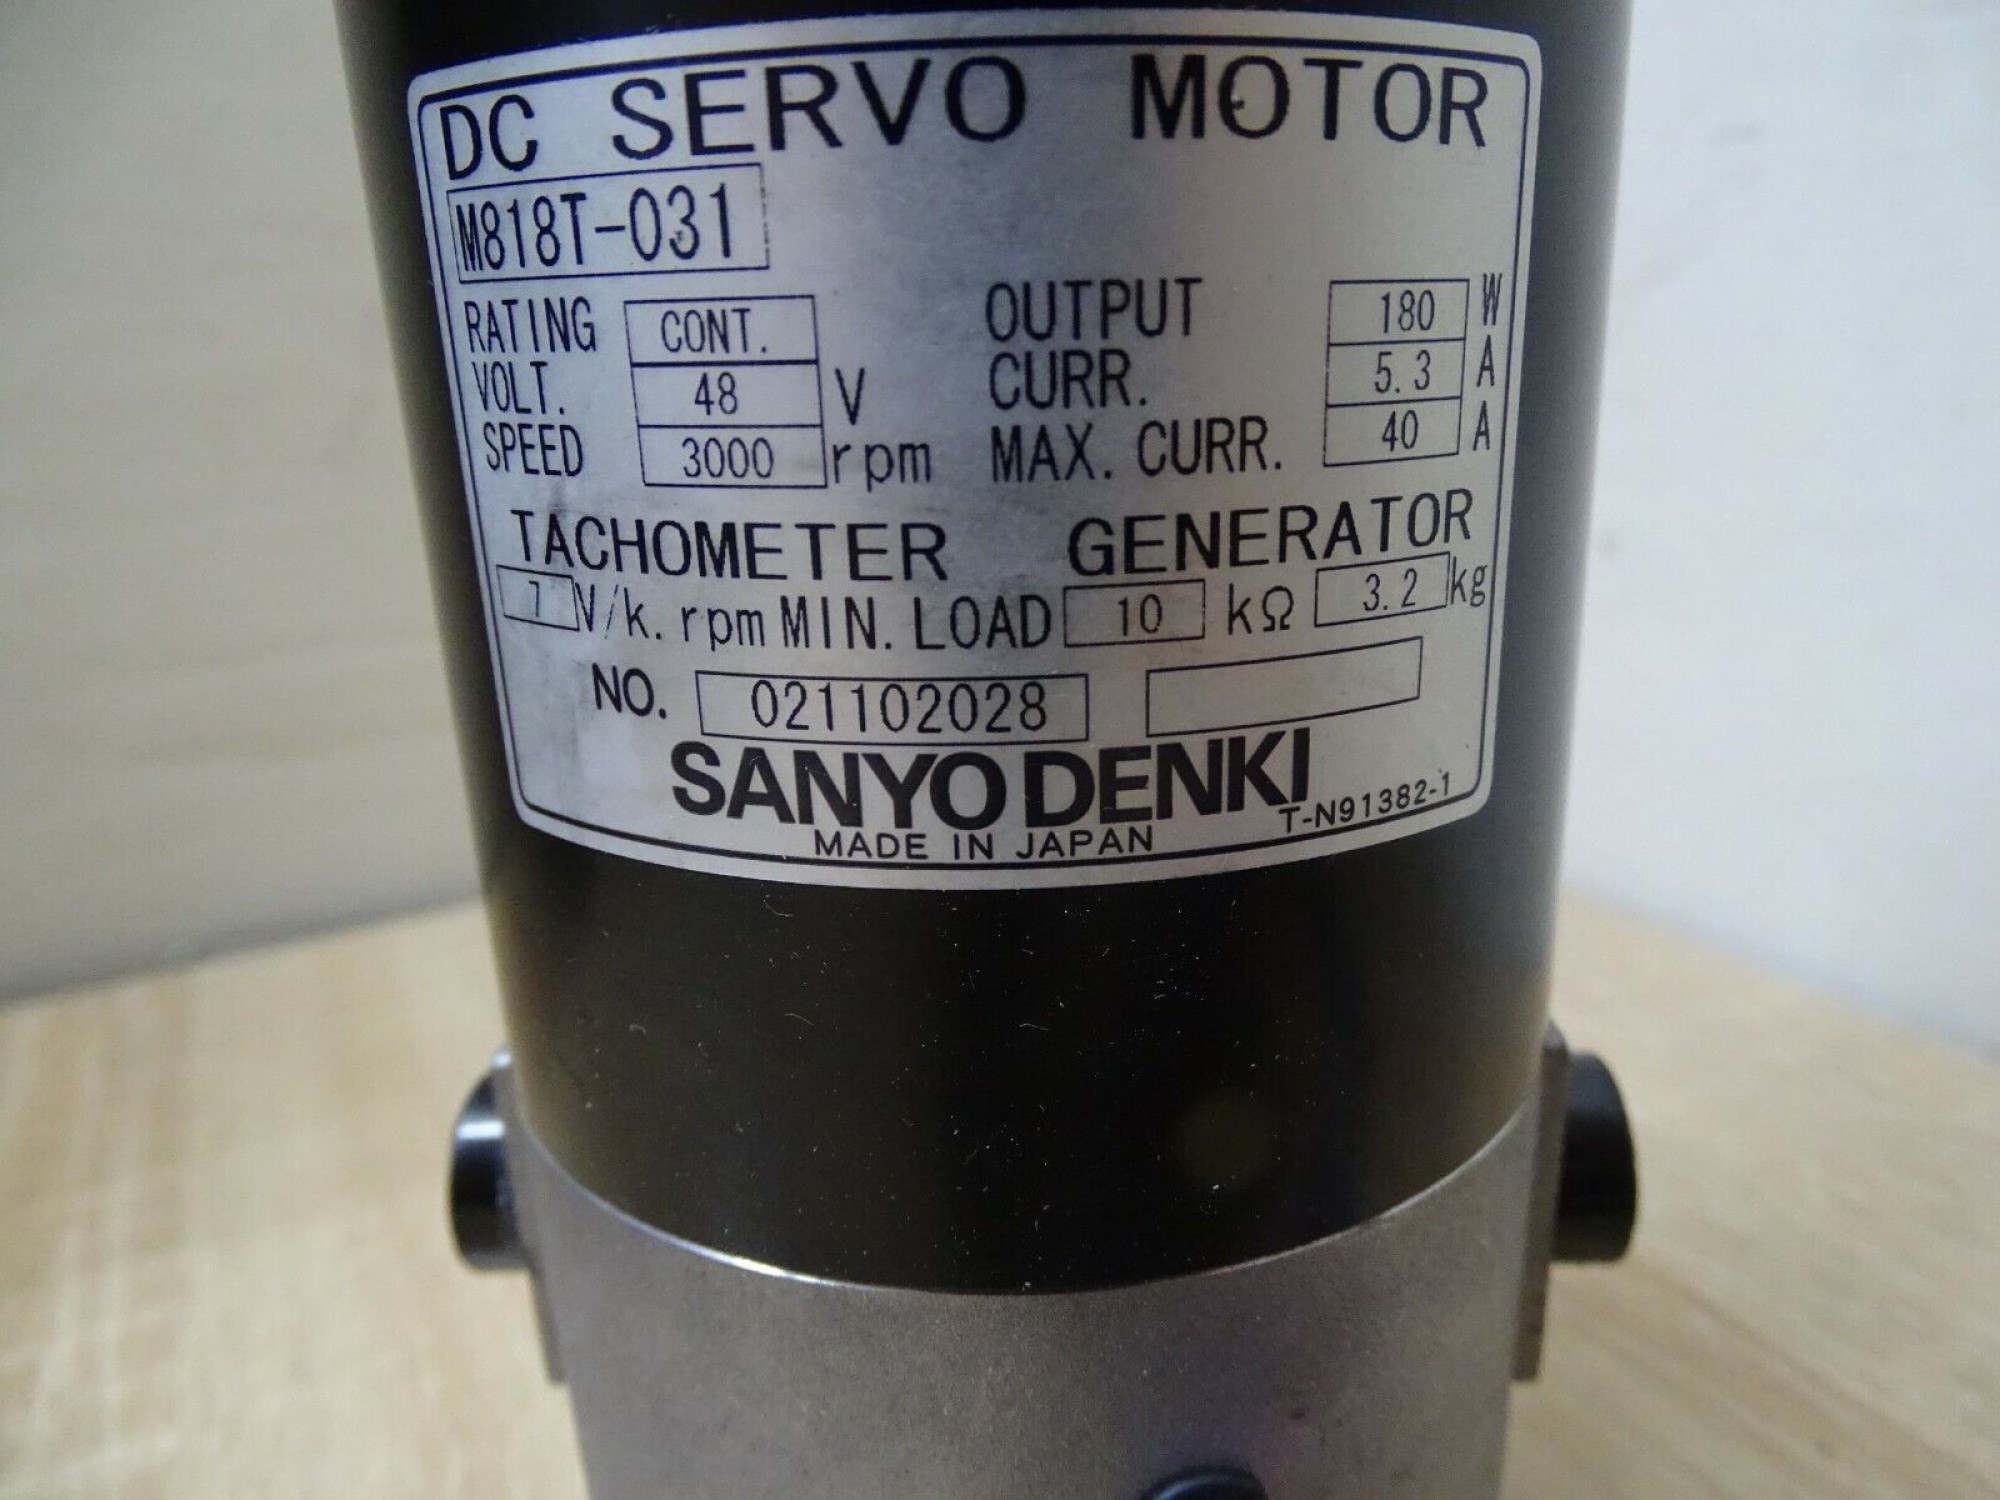 DC SERVO MOTOR
M818T-031
RATING CONT. OUTPUT 180 W
VOLT. 48 V CURR. 5.3 A
SPEED 3000 rpm MAX. CURR. 40 A
TACHOMETER GENERATOR
7 V/k.rpm MIN. LOAD 10 kΩ 3.2 kg
NO. 021102028
SANYO DENKI
T-N91382-1
MADE IN JAPAN